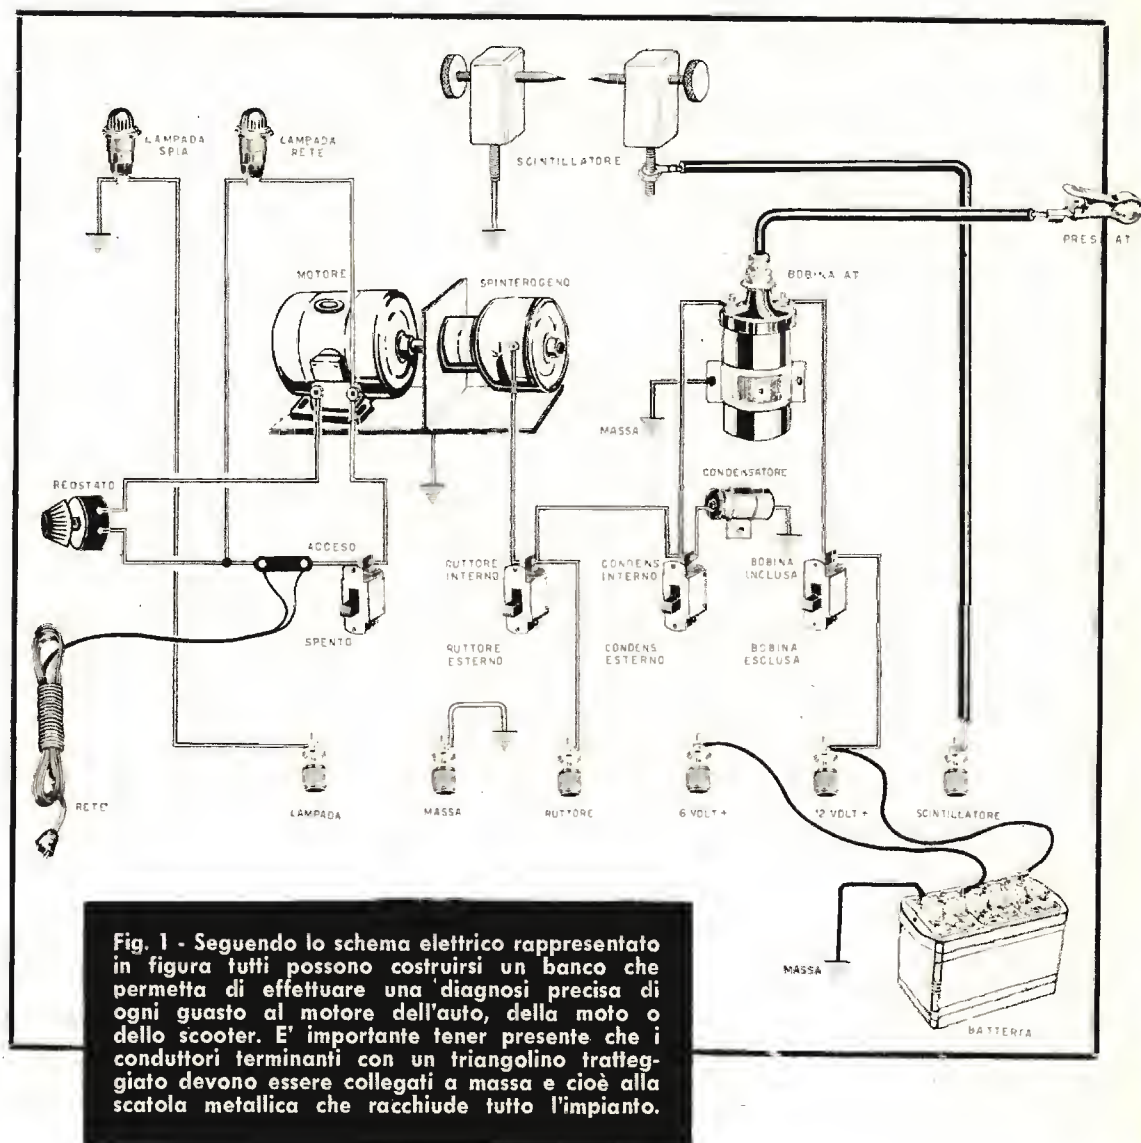 LAMPADA
SPIA
LAMPADA
RETE
SCINTILLATORE
PRESA AT
MOTORE
SPINTEROGENO
BOBINA AT
MASSA
CONDENSATORE
REOSTATO
ACCESO
SPENTO
RUTTORE
INTERNO
RUTTORE
ESTERNO
CONDENS
INTERNO
CONDENS
ESTERNO
BOBINA
INCLUSA
BOBINA
ESCLUSA
RETE
LAMPADA
MASSA
RUTTORE
6 VOLT +
12 VOLT +
SCINTILLATORE
MASSA
BATTERIA
Fig. 1 - Seguendo lo schema elettrico rappresentato
in figura tutti possono costruirsi un banco che
permetta di effettuare una diagnosi precisa di
ogni guasto al motore dell'auto, della moto o
dello scooter. E' importante tener presente che i
conduttori terminanti con un triangolino tratteg-
giato devono essere collegati a massa e cioè alla
scatola metallica che racchiude tutto l'impianto.